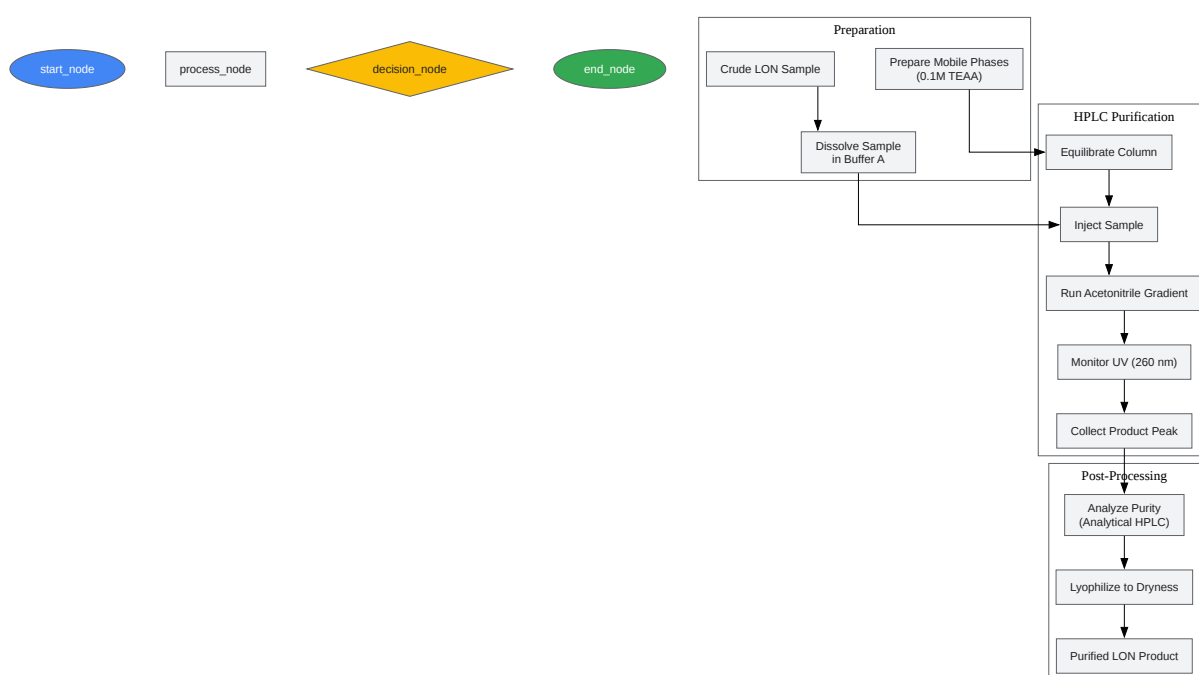 start_node
process_node
decision_node
end_node
Preparation
Crude LON Sample
Prepare Mobile Phases
(0.1M TEAA)
Dissolve Sample
in Buffer A
HPLC Purification
Equilibrate Column
Inject Sample
Run Acetonitrile Gradient
Monitor UV (260 nm)
Collect Product Peak
Post-Processing
Analyze Purity
(Analytical HPLC)
Lyophilize to Dryness
Purified LON Product